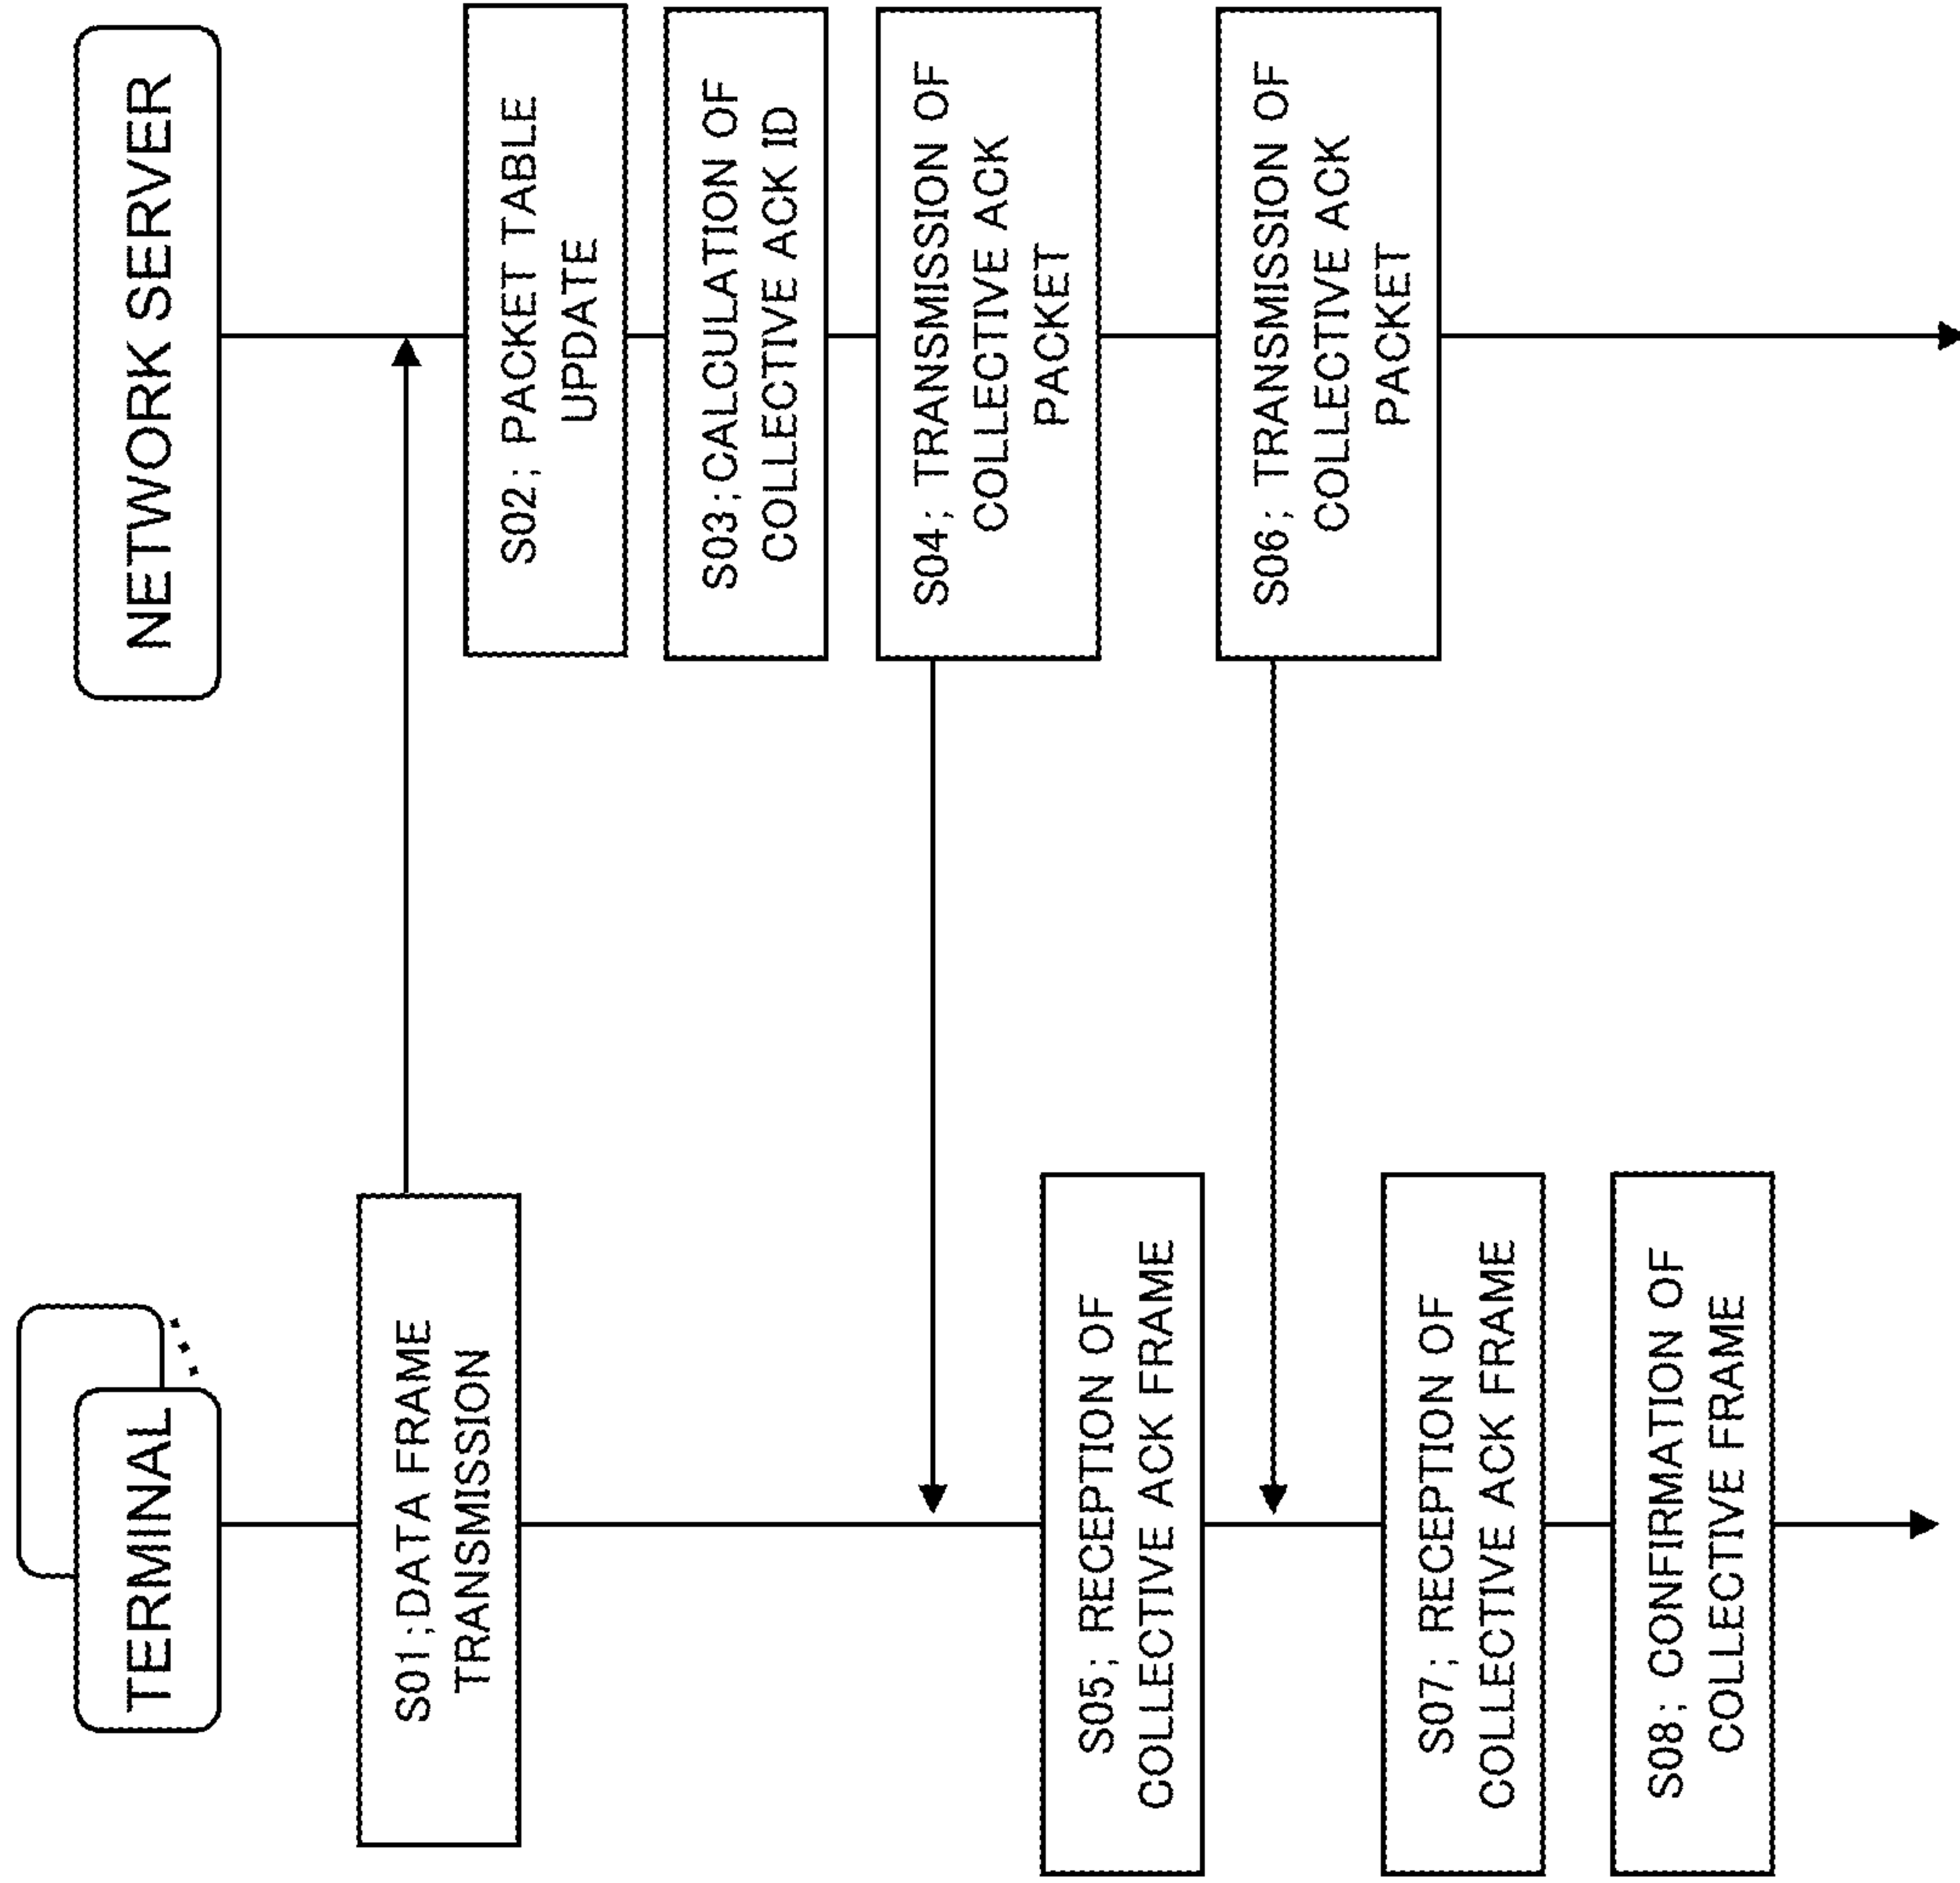 TERMINAL
NETWORK SERVER
S01;DATA FRAME
TRANSMISSION
S02; PACKET TABLE
UPDATE
S03;CALCULATION OF
COLLECTIVE ACK ID
S04; TRANSMISSION OF
COLLECTIVE ACK
PACKET
S05; RECEPTION OF
COLLECTIVE ACK FRAME
S06; TRANSMISSION OF
COLLECTIVE ACK
PACKET
S07; RECEPTION OF
COLLECTIVE ACK FRAME
S08; CONFIRMATION OF
COLLECTIVE FRAME